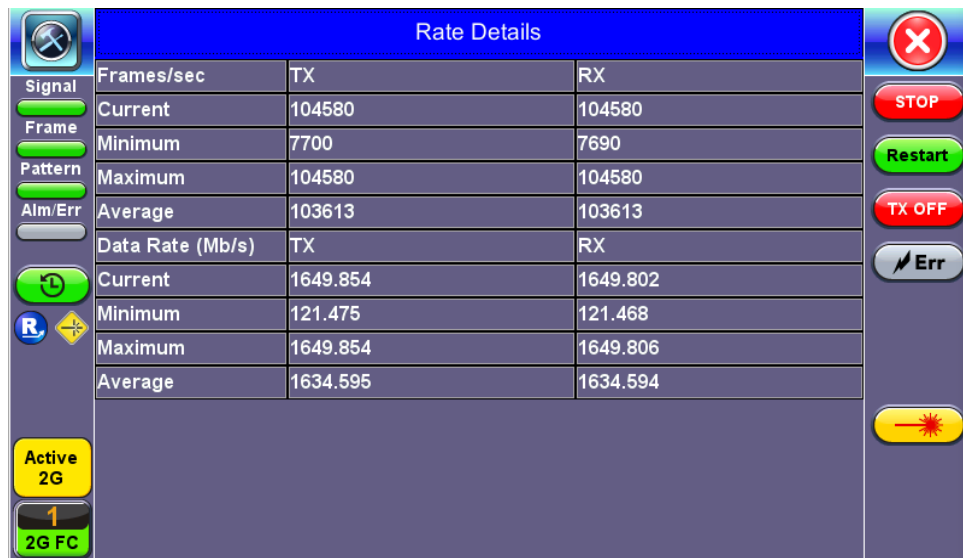 Rate Details
Frames/sec TX RX
Current 104580 104580
Minimum 7700 7690
Maximum 104580 104580
Average 103613 103613
Data Rate (Mb/s) TX RX
Current 1649.854 1649.802
Minimum 121.475 121.468
Maximum 1649.854 1649.806
Average 1634.595 1634.594
Signal
Frame
Pattern
Alm/Err
R
Active
2G
1
2G FC
STOP
Restart
TX OFF
Err